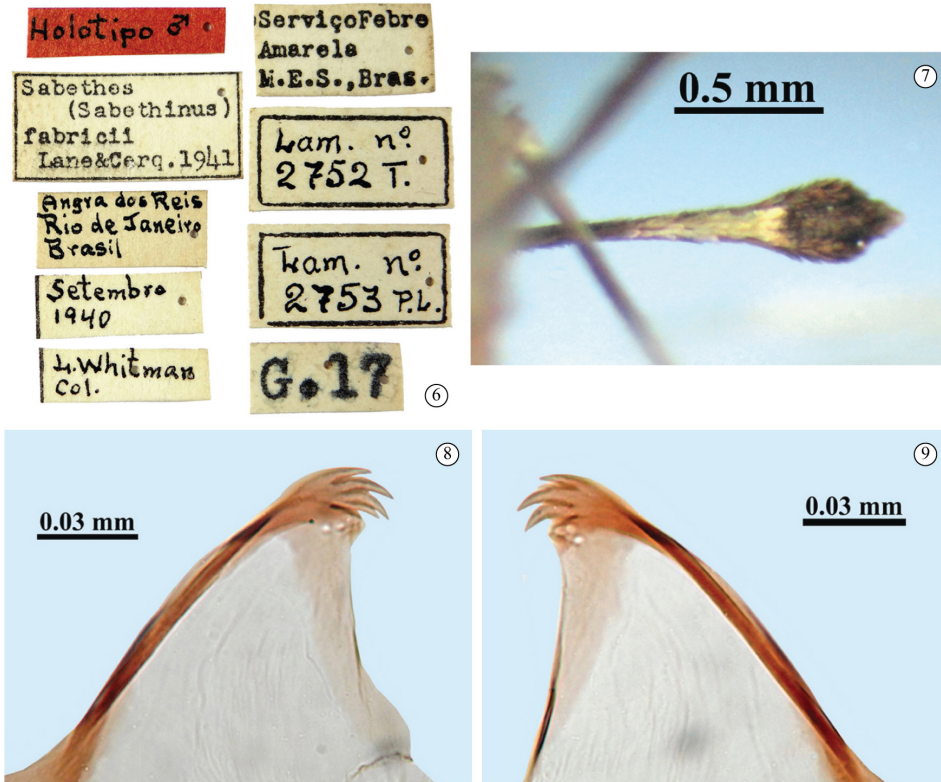 Holotipo ♂
Sabethes
(Sabethinus)
fabricii
Lane&Cerq.1941
Angra dos Reis
Rio de Janeiro
Brasil
Setembro
1940
L.Whitman
Col.
ServiçoFebre
Amarela
M.E.S.,Bras.
Lam. nº
2752 T.
Lam. nº
2753 P.L.
G.17
6
0.5 mm
7
0.03 mm
8
0.03 mm
9